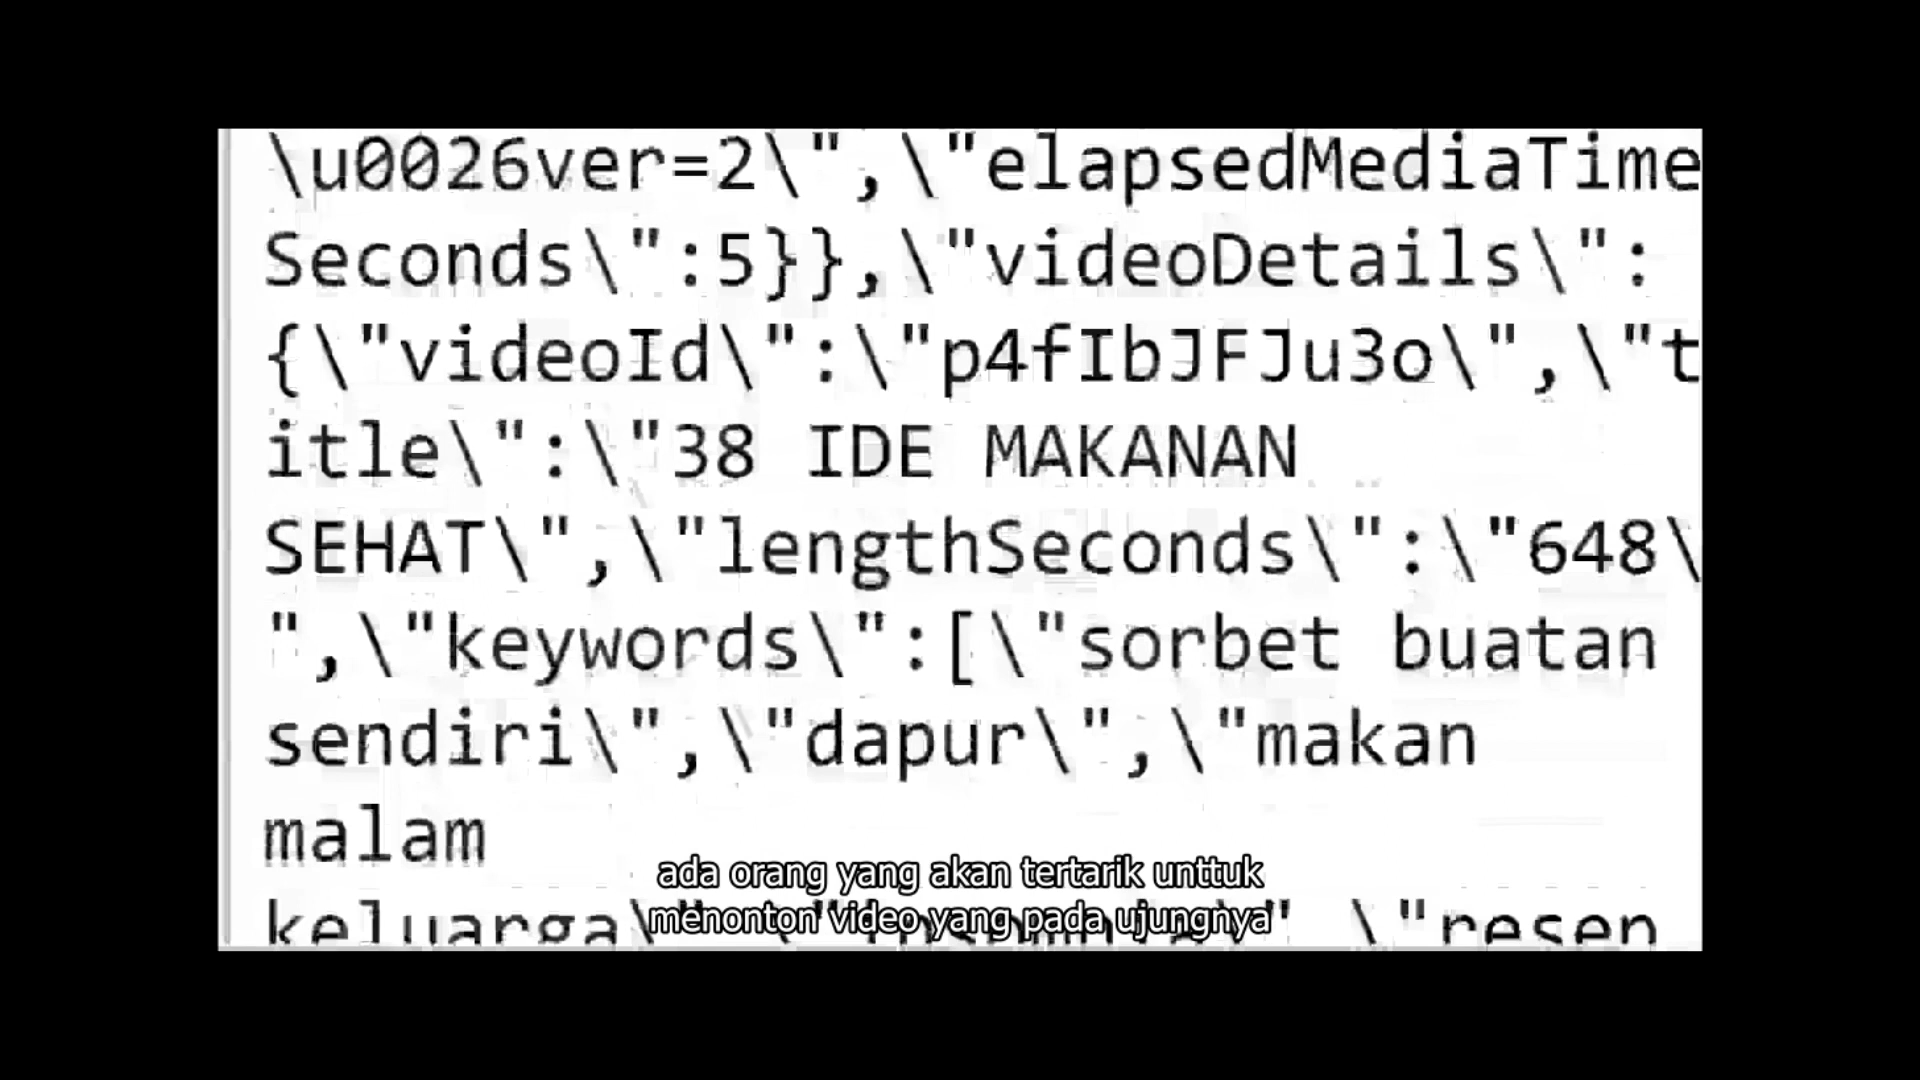 \u0026ver=2\",\"elapsedMediaTime
Seconds\":5}},\"videoDetails\":
{\"videoId\":\"p4fIbJFJu3o\",\"t
itle\":\"38 IDE MAKANAN
SEHAT\",\"lengthSeconds\":\"648\
",\"keywords\":[\"sorbet buatan
sendiri\",\"dapur\",\"makan
malam
keluarga\
ada orang yang akan tertarik unttuk
menonton video yang pada ujungnya